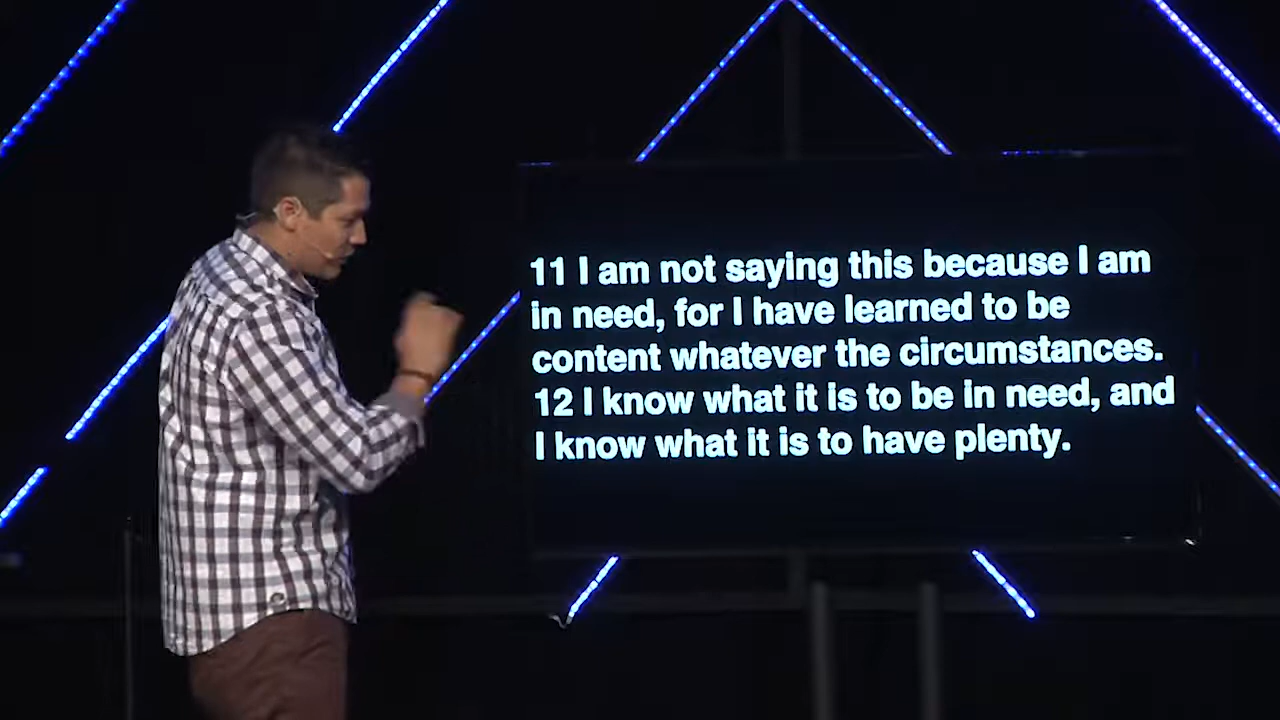 11 I am not saying this because I am
in need, for I have learned to be
content whatever the circumstances.
12 I know what it is to be in need, and
I know what it is to have plenty.